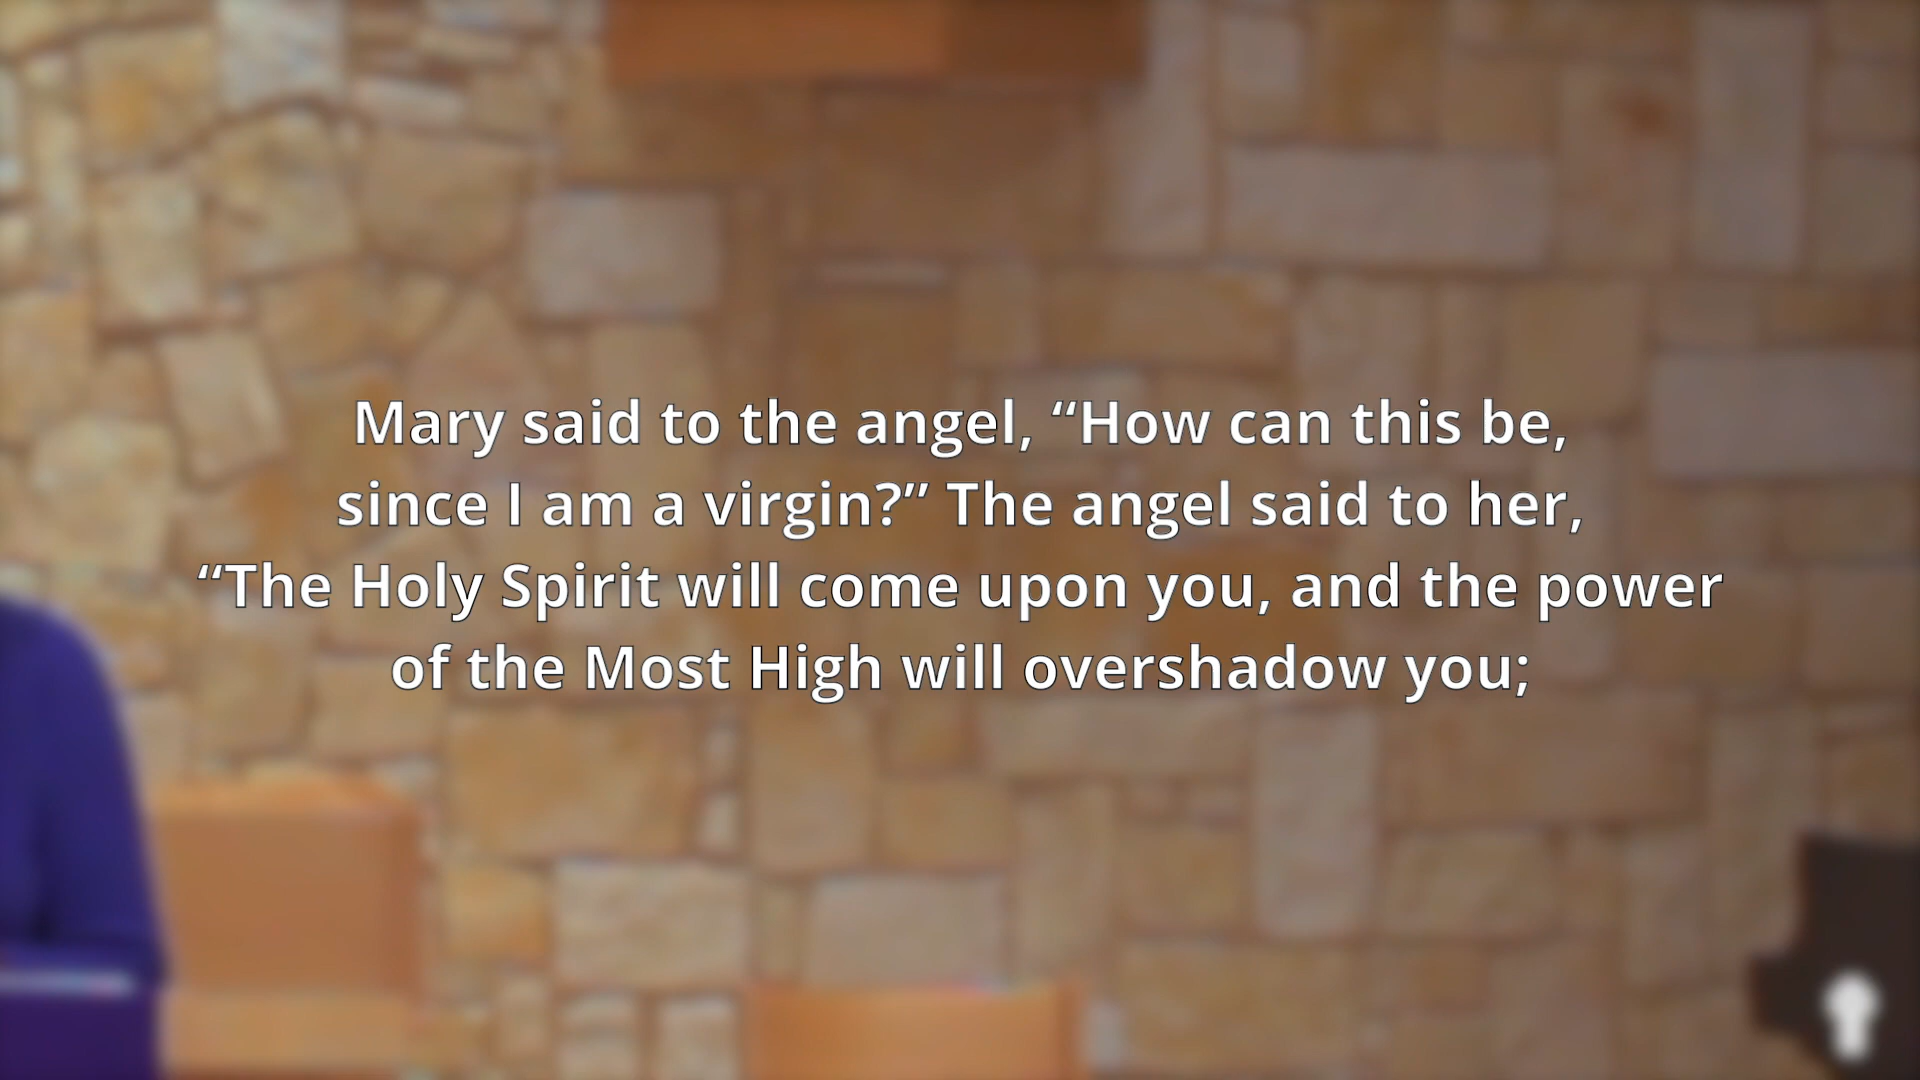 Mary said to the angel, “How can this be,
since I am a virgin?” The angel said to her,
“The Holy Spirit will come upon you, and the power
of the Most High will overshadow you;